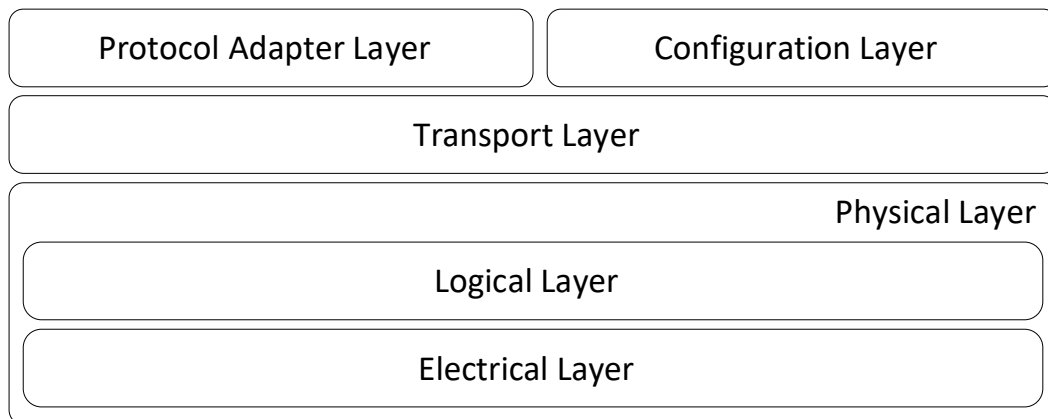 Protocol Adapter Layer
Configuration Layer
Transport Layer
Physical Layer
Logical Layer
Electrical Layer